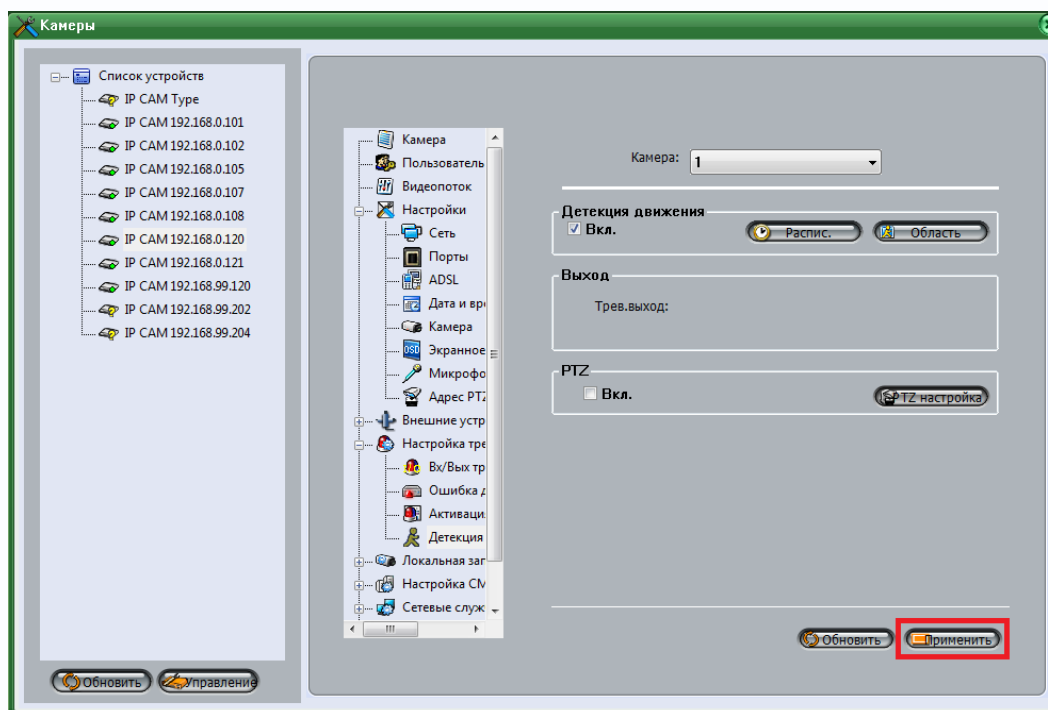 Камеры
Список устройств
IP CAM Type
IP CAM 192.168.0.101
IP CAM 192.168.0.102
IP CAM 192.168.0.105
IP CAM 192.168.0.107
IP CAM 192.168.0.108
IP CAM 192.168.0.120
IP CAM 192.168.0.121
IP CAM 192.168.99.120
IP CAM 192.168.99.202
IP CAM 192.168.99.204
Обновить
Управление
Камера
Пользователь
Видеопоток
Настройки
Сеть
Порты
ADSL
Дата и вре
Камера
OSD
Экранное
Микрофо
Адрес PTZ
Внешние устр
Настройка тре
Вх/Вых тр
Ошибка д
Активаци
Детекция
Локальная заг
Настройка СМ
Сетевые служ
Камера:
1
Детекция движения
Вкл.
Распис.
Область
Выход
Трев.выход:
PTZ
Вкл.
PTZ настройка
Обновить
Применить